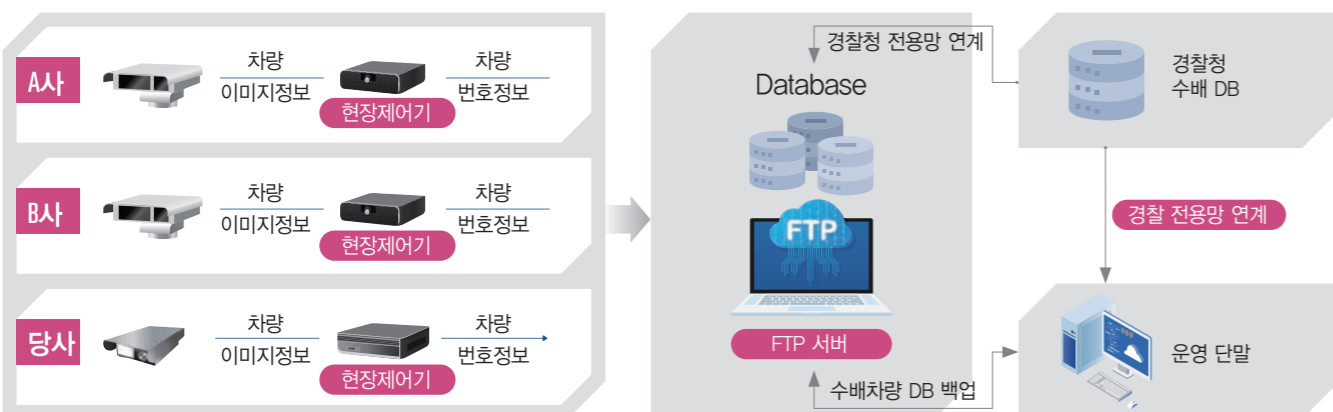 A사
차량
이미지정보
현장제어기
차량
번호정보
B사
차량
이미지정보
현장제어기
차량
번호정보
당사
차량
이미지정보
현장제어기
차량
번호정보
경찰청 전용망 연계
Database
FTP
FTP 서버
수배차량 DB 백업
경찰청
수배 DB
경찰 전용망 연계
운영 단말